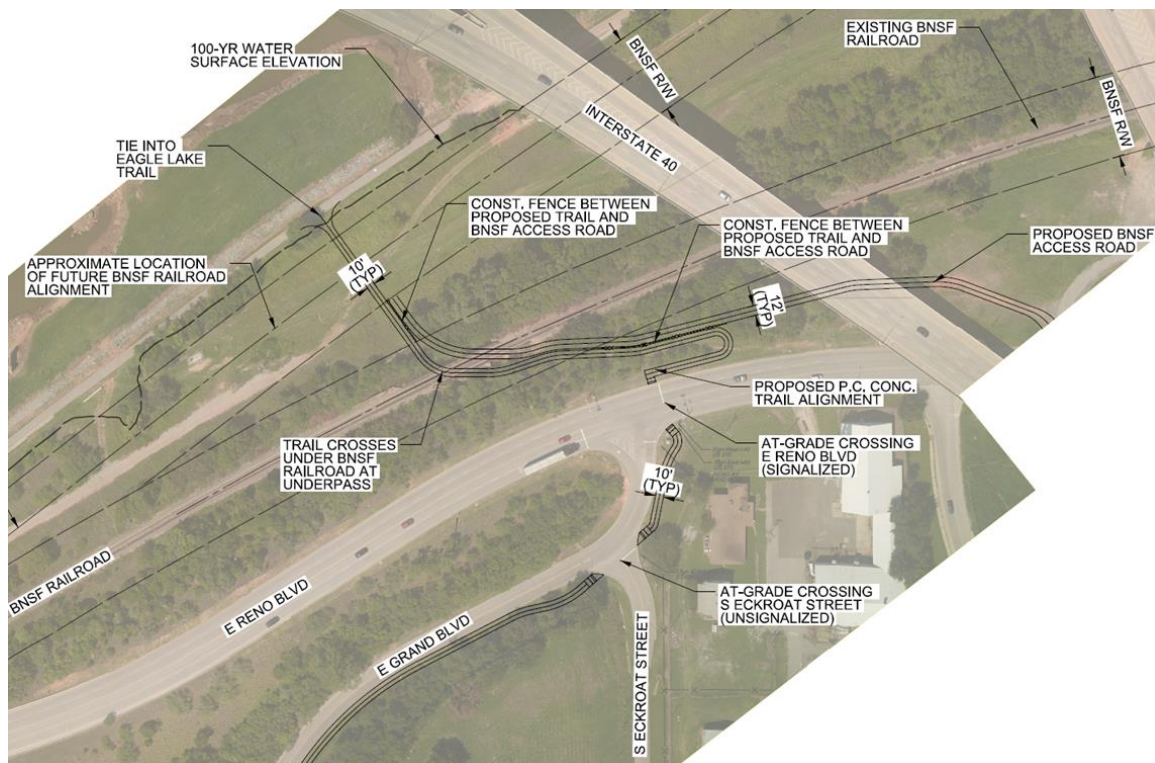 100-YR WATER
SURFACE ELEVATION
BNSF R/W
EXISTING BNSF
RAILROAD
BNSF R/W
INTERSTATE 40
TIE INTO
EAGLE LAKE
TRAIL
CONST. FENCE BETWEEN
PROPOSED TRAIL AND
BNSF ACCESS ROAD
CONST. FENCE BETWEEN
PROPOSED TRAIL AND
BNSF ACCESS ROAD
PROPOSED BNSF
ACCESS ROAD
APPROXIMATE LOCATION
OF FUTURE BNSF RAILROAD
ALIGNMENT
10'
(TYP)
12'
(TYP)
PROPOSED P.C. CONC.
TRAIL ALIGNMENT
TRAIL CROSSES
UNDER BNSF
RAILROAD AT
UNDERPASS
AT-GRADE CROSSING
E RENO BLVD
(SIGNALIZED)
10'
(TYP)
BNSF RAILROAD
E RENO BLVD
E GRAND BLVD
S ECKROAT STREET
AT-GRADE CROSSING
S ECKROAT STREET
(UNSIGNALIZED)